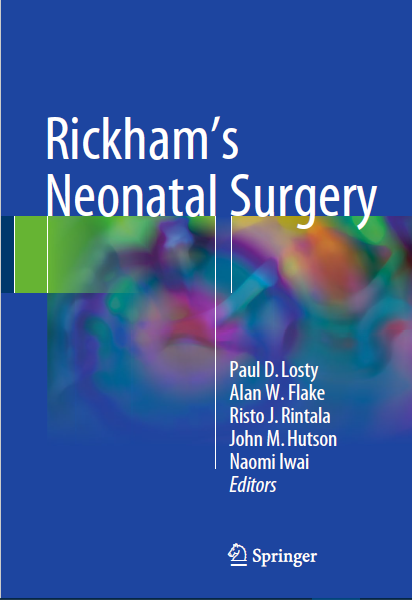 Rickham's
Neonatal Surgery
Paul D. Losty
Alan W. Flake
Risto J. Rintala
John M. Hutson
Naomi Iwai
Editors
Springer